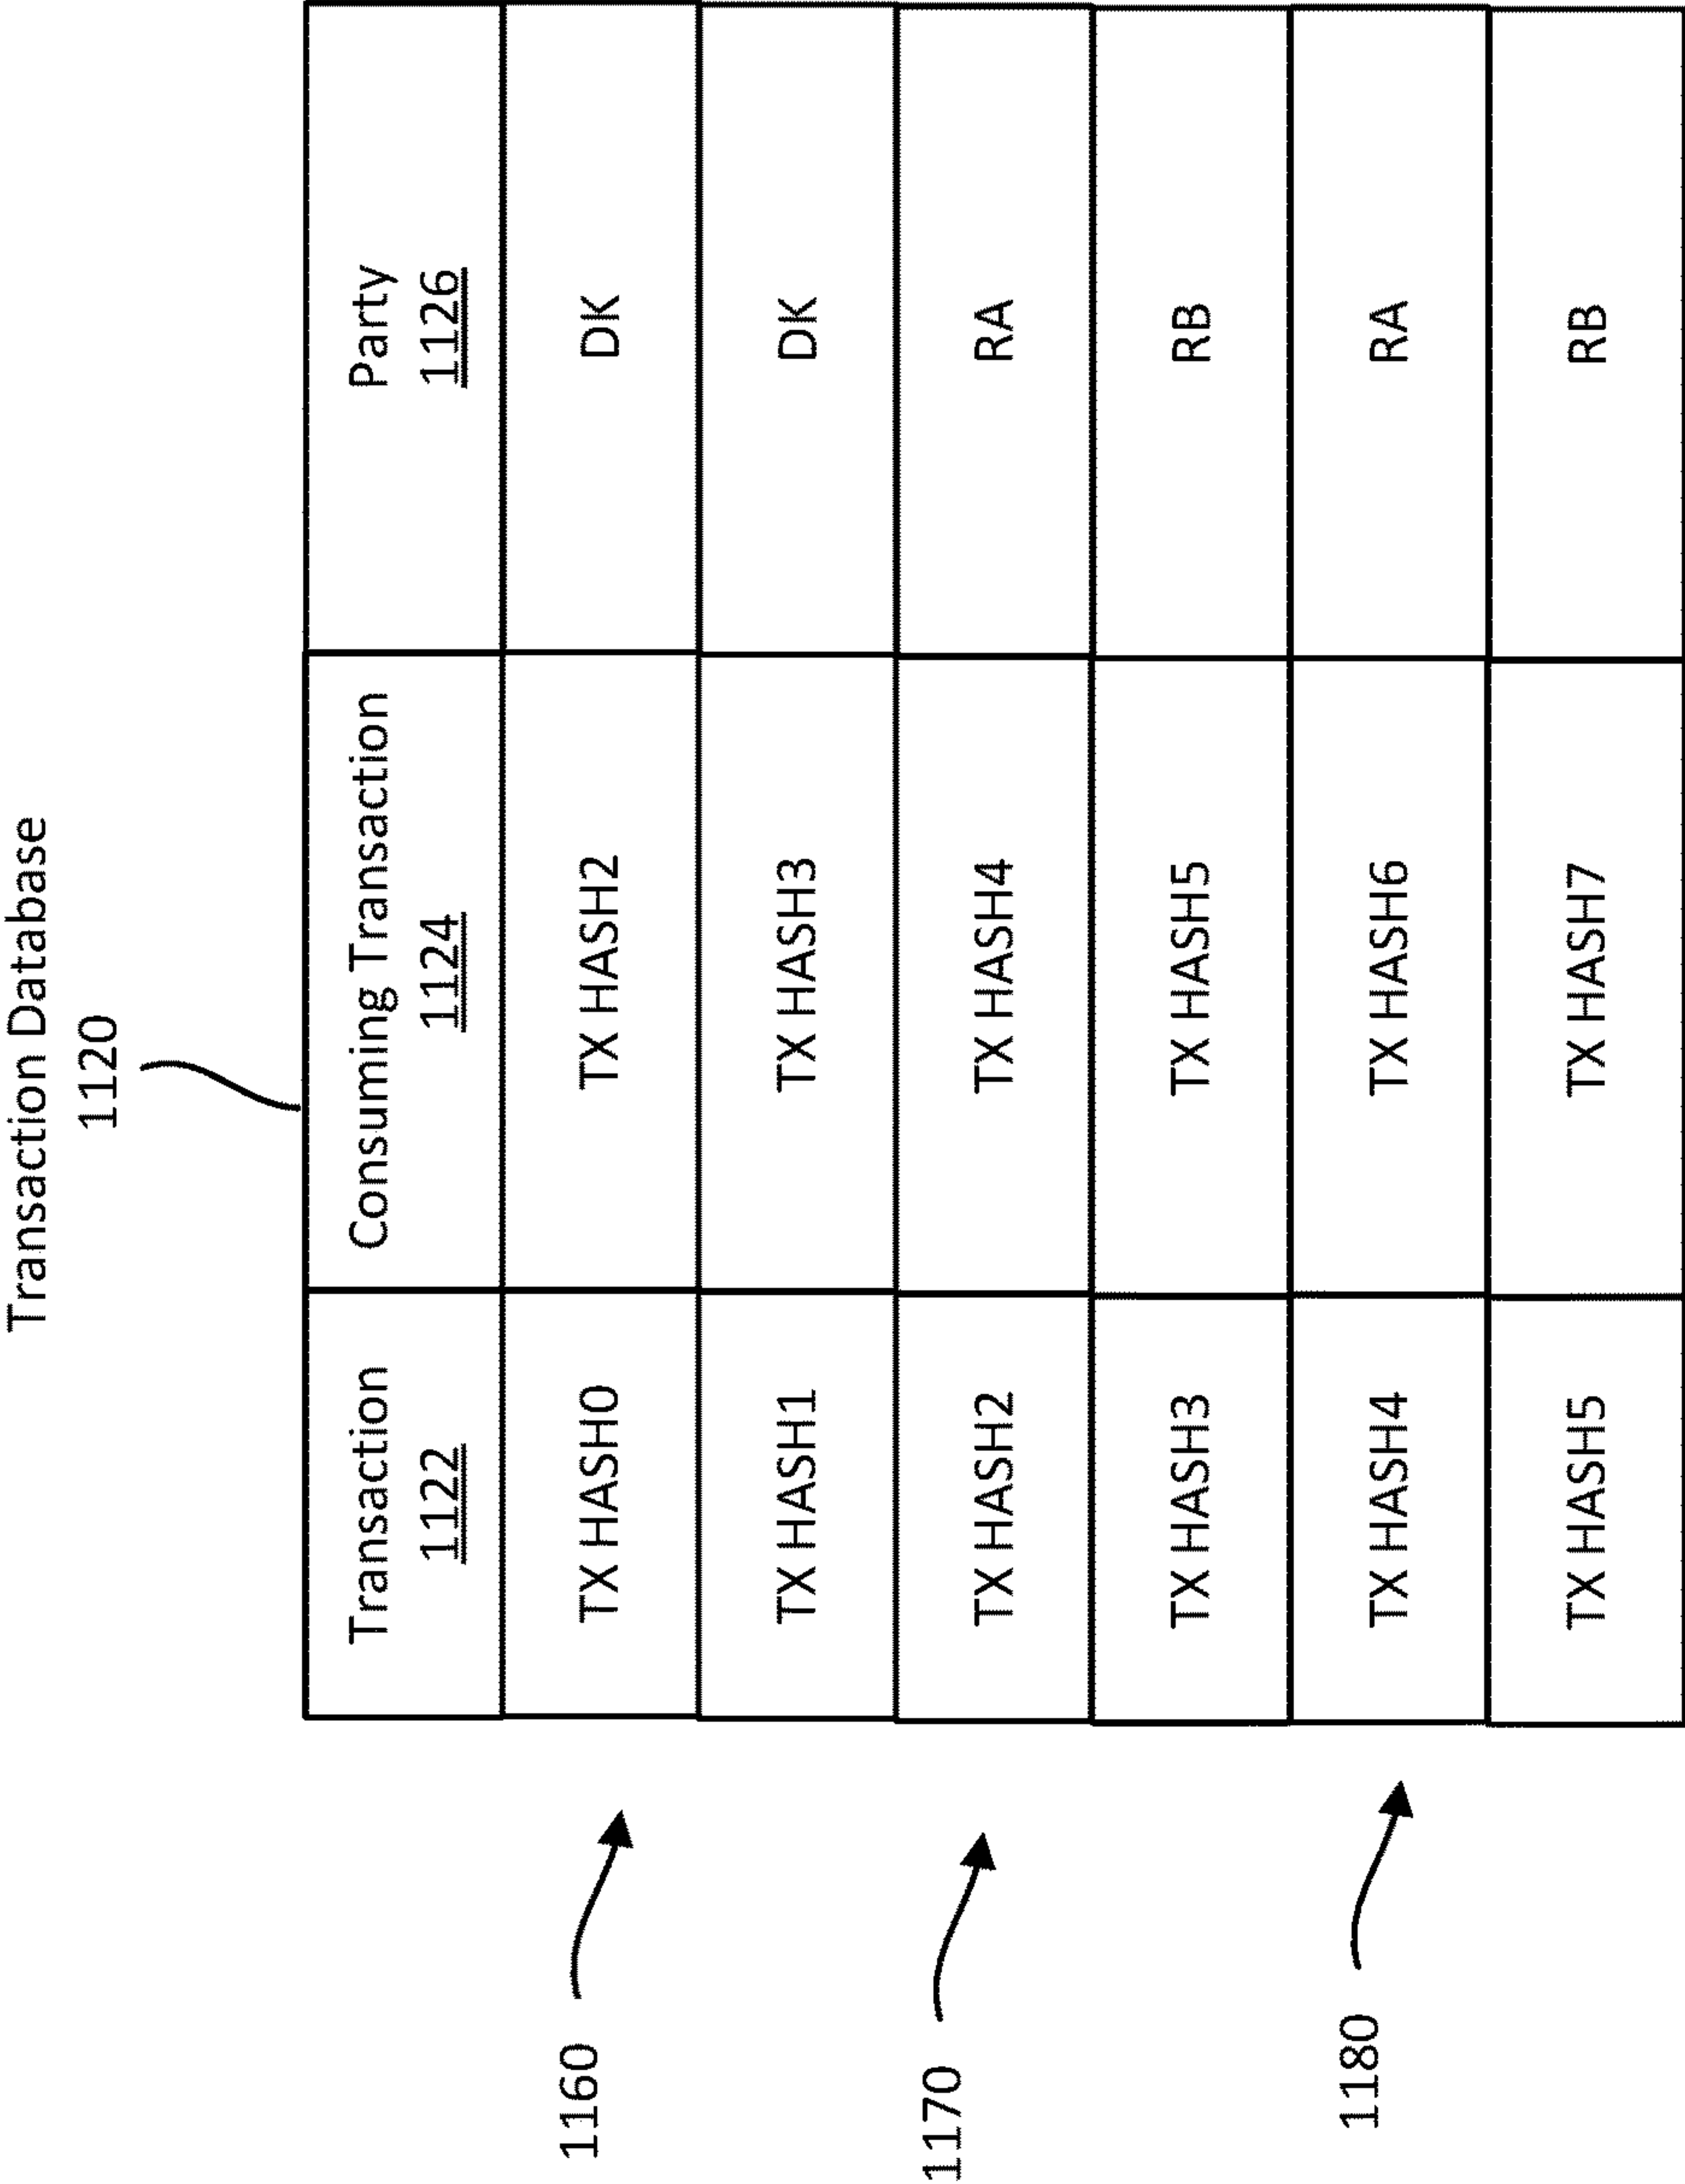 Transaction Database
1120
Transaction
1122
Consuming Transaction
1124
Party
1126
1160
TX HASH0
TX HASH2
DK
TX HASH1
TX HASH3
DK
1170
TX HASH2
TX HASH4
RA
TX HASH3
TX HASH5
RB
1180
TX HASH4
TX HASH6
RA
TX HASH5
TX HASH7
RB